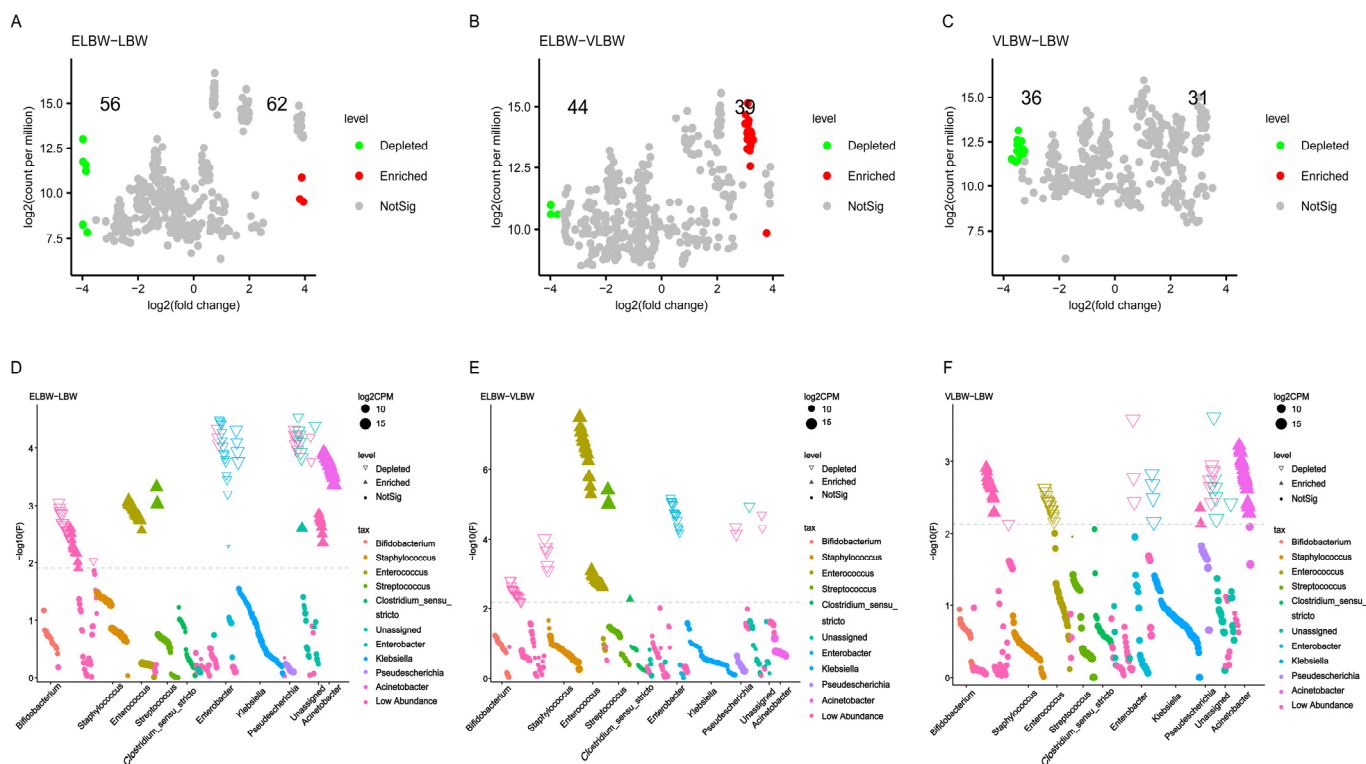 A
ELBW−LBW
56
62
15.0
12.5
10.0
7.5
log2(count per million)
−4 −2 0 2 4
log2(fold change)
level
Depleted
Enriched
NotSig
B
ELBW−VLBW
44
39
15.0
12.5
10.0
log2(count per million)
−4 −2 0 2 4
log2(fold change)
level
Depleted
Enriched
NotSig
C
VLBW−LBW
36
31
15.0
12.5
10.0
7.5
log2(count per million)
−4 −2 0 2 4
log2(fold change)
level
Depleted
Enriched
NotSig
D
ELBW−LBW
4
3
2
1
0
−log10(P)
Bifidobacterium
Staphylococcus
Enterococcus
Streptococcus
Clostridium_sensu_stricto
Enterobacter
Klebsiella
Pseudescherichia
Unassigned
Acinetobacter
log2CPM
10
15
level
Depleted
Enriched
NotSig
tax
Bifidobacterium
Staphylococcus
Enterococcus
Streptococcus
Clostridium_sensu_
stricto
Unassigned
Enterobacter
Klebsiella
Pseudescherichia
Acinetobacter
Low Abundance
E
ELBW−VLBW
6
4
2
0
−log10(P)
Bifidobacterium
Staphylococcus
Enterococcus
Streptococcus
Clostridium_sensu_stricto
Enterobacter
Klebsiella
Pseudescherichia
Unassigned
Acinetobacter
log2CPM
10
15
level
Depleted
Enriched
NotSig
tax
Bifidobacterium
Staphylococcus
Enterococcus
Streptococcus
Clostridium_sensu_
stricto
Unassigned
Enterobacter
Klebsiella
Pseudescherichia
Acinetobacter
Low Abundance
F
VLBW−LBW
3
2
1
0
−log10(P)
Bifidobacterium
Staphylococcus
Enterococcus
Streptococcus
Clostridium_sensu_stricto
Enterobacter
Klebsiella
Pseudescherichia
Unassigned
Acinetobacter
log2CPM
10
15
level
Depleted
Enriched
NotSig
tax
Bifidobacterium
Staphylococcus
Enterococcus
Streptococcus
Clostridium_sensu_
stricto
Unassigned
Enterobacter
Klebsiella
Pseudescherichia
Acinetobacter
Low Abundance